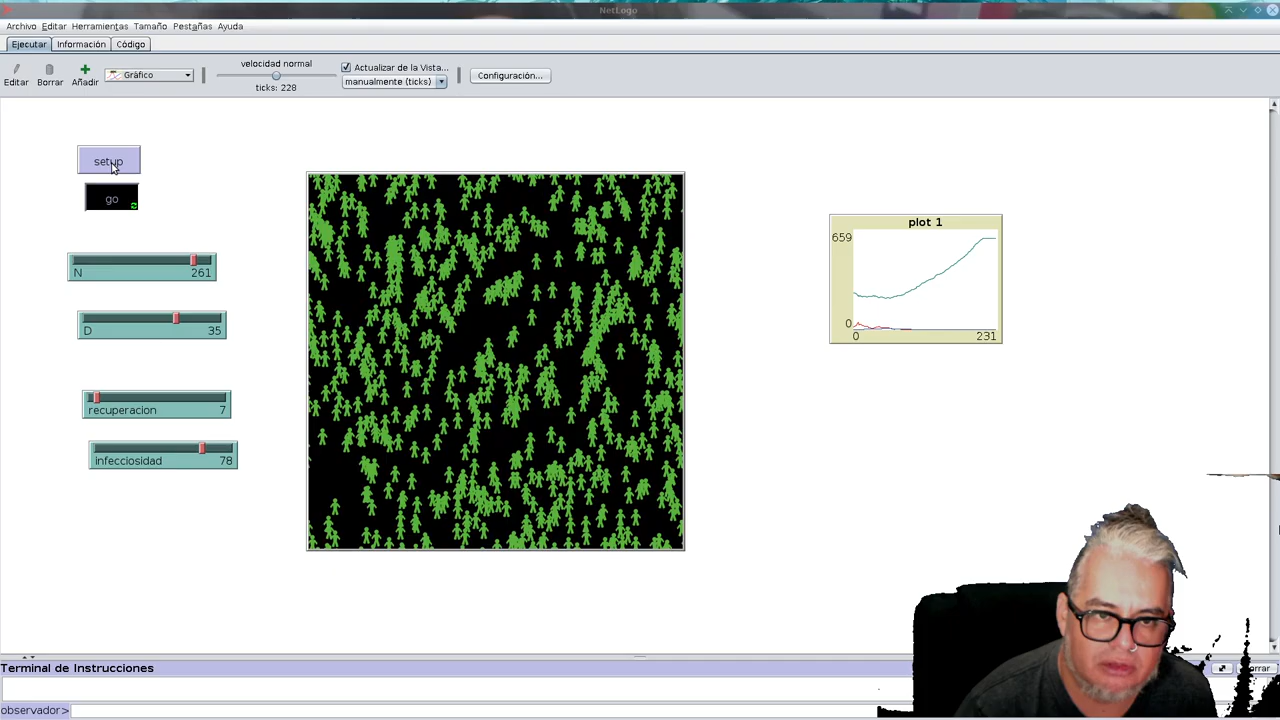 NetLogo
Archivo Editar Herramientas Tamaño Pestañas Ayuda
Ejecutar Información Código
Editar Borrar Añadir Gráfico
velocidad normal
ticks: 228
Actualizar de la Vista...
manualmente (ticks)
Configuración...
setup
go
N 261
D 35
recuperacion 7
infecciosidad 78
plot 1
659
0
0 231
Terminal de Instrucciones
observador>